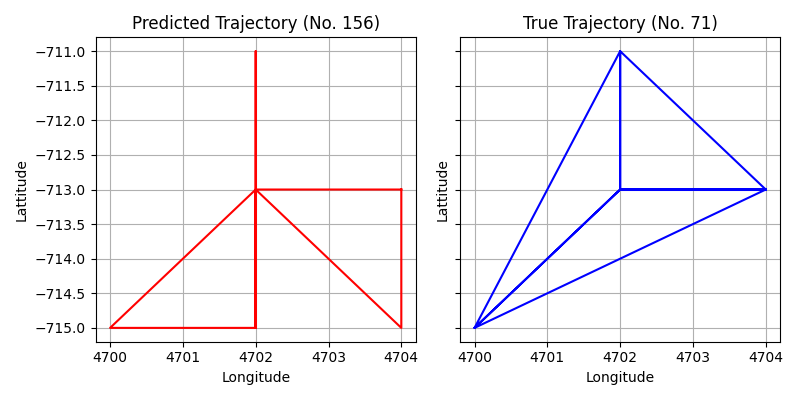 Predicted Trajectory (No. 156)
True Trajectory (No. 71)
−711.0
−711.5
−712.0
−712.5
−713.0
−713.5
−714.0
−714.5
−715.0
Lattitude
Lattitude
4700 4701 4702 4703 4704
4700 4701 4702 4703 4704
Longitude
Longitude